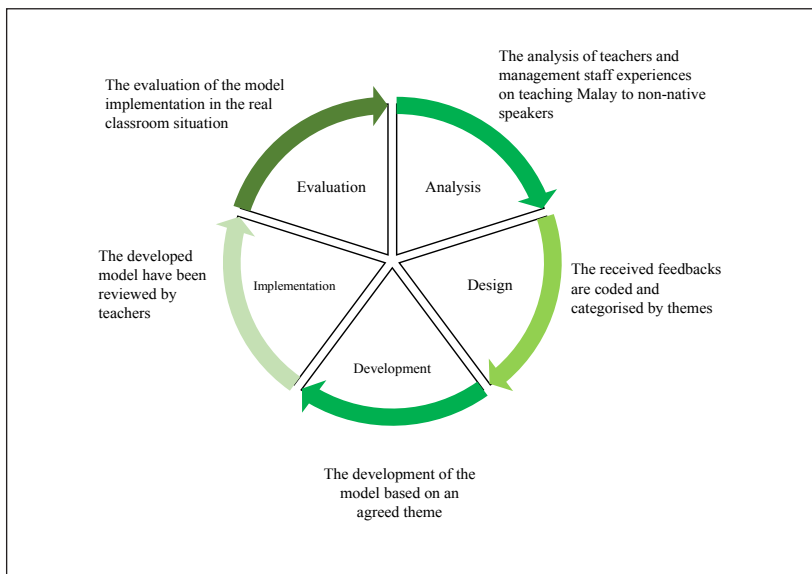 The analysis of teachers and
management staff experiences
on teaching Malay to non-native
speakers
Analysis
Design
The received feedbacks
are coded and
categorised by themes
Development
The development of the
model based on an
agreed theme
Implementation
The developed
model have been
reviewed by
teachers
Evaluation
The evaluation of the model
implementation in the real
classroom situation